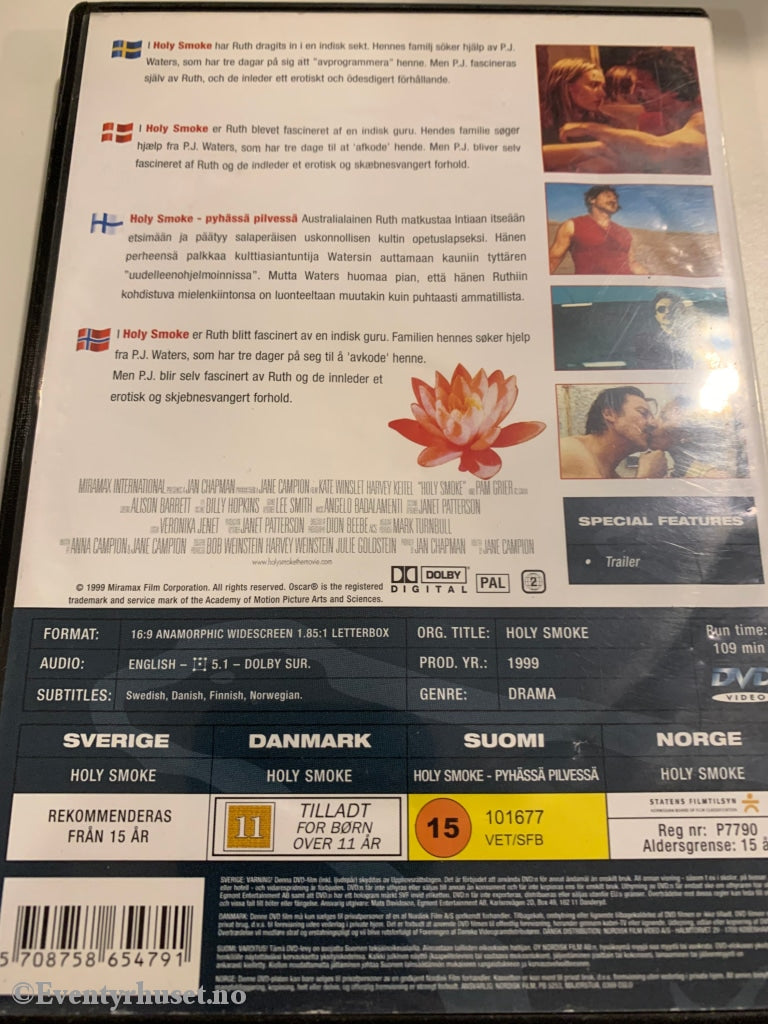 I Holy Smoke har Ruth dragits in i en indisk sekt. Hennes familj söker hjälp av P.J.
Waters, som har tre dagar på sig att "avprogrammera" henne. Men P.J. fascineras
själv av Ruth, och de inleder ett erotiskt och ödesdigert förhållande.
I Holy Smoke er Ruth blevet fascineret af en indisk guru. Hendes familie søger
hjælp fra P.J. Waters, som har tre dage til at 'afkode' hende. Men P.J. bliver selv
fascineret af Ruth og de indleder et erotisk og skæbnesvangert forhold.
Holy Smoke - pyhässä pilvessä Australialainen Ruth matkustaa Intiaan itseään
etsimään ja päätyy salaperäisen uskonnollisen kultin opetuslapseksi. Hänen
perheensä palkkaa kulttiasiantuntija Watersin auttamaan kauniin tyttären
"uudelleenohjelmoinnissa". Mutta Waters huomaa pian, että hänen Ruthiin
kohdistuva mielenkiintonsa on luonteeltaan muutakin kuin puhtaasti ammatillista.
I Holy Smoke er Ruth blitt fascinert av en indisk guru. Familien hennes søker hjelp
fra P.J. Waters, som har tre dager på seg til å 'avkode' henne.
Men P.J. blir selv fascinert av Ruth og de innleder et
erotisk og skjebnesvangert forhold.
MIRAMAX INTERNATIONAL PRESENTS A JAN CHAPMAN JANE CAMPION KATE WINSLET HARVEY KEITEL "HOLY SMOKE" AND PAM GRIER
ALISON BARRETT BILLY HOPKINS LEE SMITH ANGELO BADALAMENTI JANET PATTERSON
VERONIKA JENET JANET PATTERSON DION BEEBE MARK TURNBULL
ANNA CAMPION & JANE CAMPION BOB WEINSTEIN HARVEY WEINSTEIN JULIE GOLDSTEIN JAN CHAPMAN JANE CAMPION
www.holysmokethemovie.com
© 1999 Miramax Film Corporation. All rights reserved. Oscar® is the registered
trademark and service mark of the Academy of Motion Picture Arts and Sciences.
DOLBY
DIGITAL
PAL
2
SPECIAL FEATURES
• Trailer
FORMAT: 16:9 ANAMORPHIC WIDESCREEN 1.85:1 LETTERBOX
AUDIO: ENGLISH – 5.1 – DOLBY SUR.
SUBTITLES: Swedish, Danish, Finnish, Norwegian.
ORG. TITLE: HOLY SMOKE
PROD. YR.: 1999
GENRE: DRAMA
Run time:
109 min
DVD
VIDEO
SVERIGE DANMARK SUOMI NORGE
HOLY SMOKE HOLY SMOKE HOLY SMOKE - PYHÄSSÄ PILVESSÄ HOLY SMOKE
REKOMMENDERAS
FRÅN 15 ÅR
11
TILLADT
FOR BØRN
OVER 11 ÅR
15
101677
VET/SFB
STATENS FILMTILSYN
NORWEGIAN BOARD OF FILM CLASSIFICATION
Reg nr: P7790
Aldersgrense: 15 å
5 708758 654791
©Eventyrhuset.no